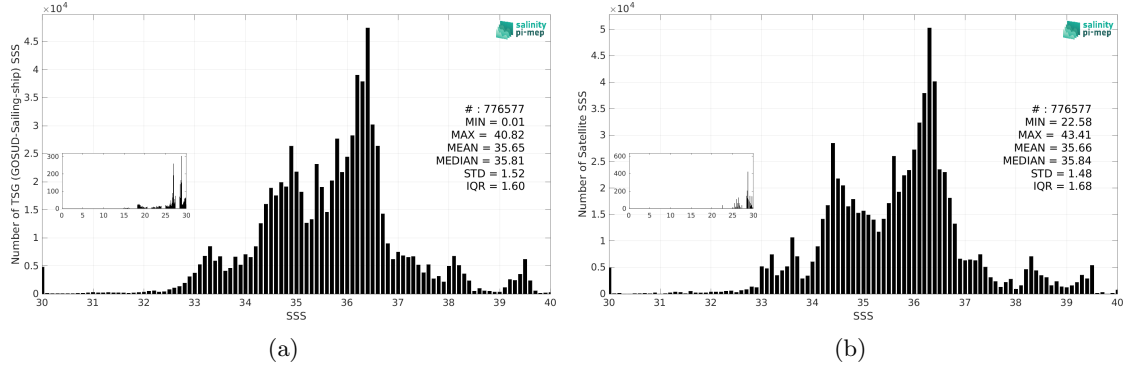 ×10⁴
salinity
pi-mep
Number of TSG (GOSUD-Sailing-ship) SSS
4.5
4
3.5
3
2.5
2
1.5
1
0.5
0
# : 776577
MIN = 0.01
MAX = 40.82
MEAN = 35.65
MEDIAN = 35.81
STD = 1.52
IQR = 1.60
300
200
100
0
0 5 10 15 20 25 30
30 31 32 33 34 35 36 37 38 39 40
SSS
(a)
×10⁴
salinity
pi-mep
Number of Satellite SSS
5
4.5
4
3.5
3
2.5
2
1.5
1
0.5
0
# : 776577
MIN = 22.58
MAX = 43.41
MEAN = 35.66
MEDIAN = 35.84
STD = 1.48
IQR = 1.68
600
400
200
0
0 5 10 15 20 25 30
30 31 32 33 34 35 36 37 38 39 40
SSS
(b)